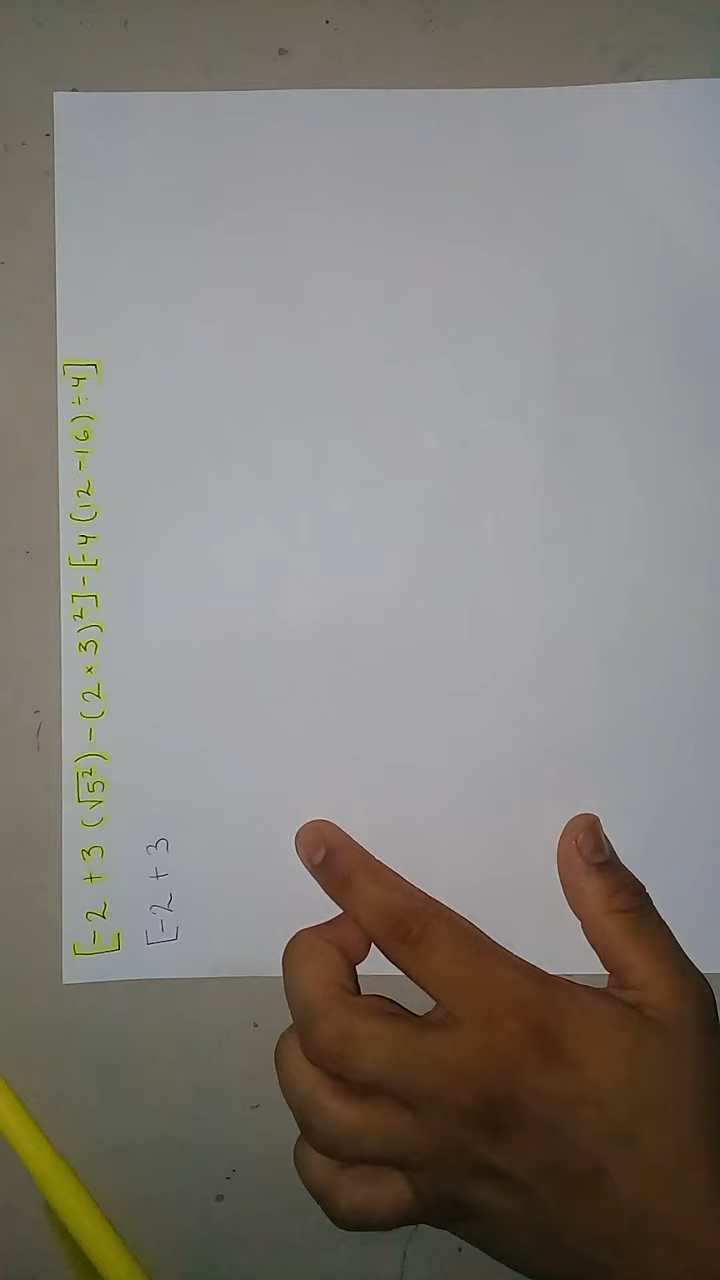 [-2 + 3 (√5²) - (2 × 3)²] - [-4 (12 - 16) ÷ 4]
[-2 + 3